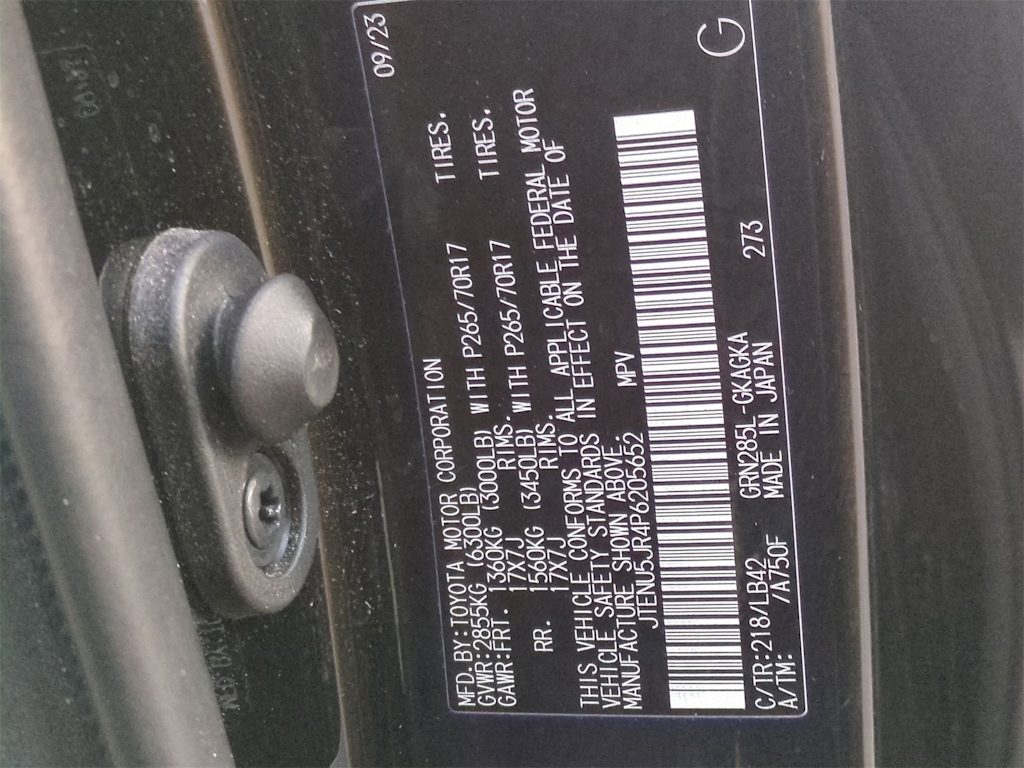 MFD.BY:TOYOTA MOTOR CORPORATION 09/23
GVWR:2855KG (6300LB)
GAWR:FRT. 1360KG (3000LB) WITH P265/70R17 TIRES.
17X7J RIMS.
RR. 1560KG (3450LB) WITH P265/70R17 TIRES.
17X7J RIMS.
THIS VEHICLE CONFORMS TO ALL APPLICABLE FEDERAL MOTOR
VEHICLE SAFETY STANDARDS IN EFFECT ON THE DATE OF
MANUFACTURE SHOWN ABOVE.
JTENU5JR4P6205652 MPV
C/TR:218/LB42 GRN285L-GKAGKA 273
A/TM: /A750F MADE IN JAPAN
G